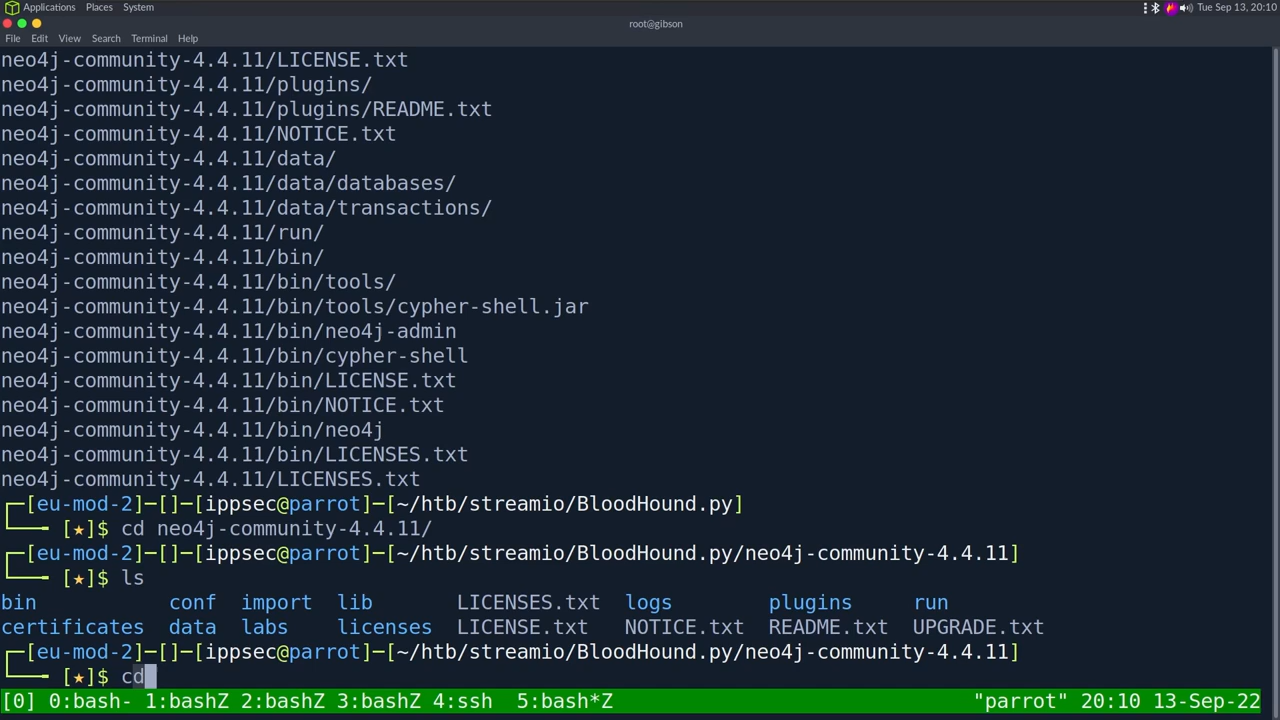 Applications Places System Tue Sep 13, 20:10
root@gibson
File Edit View Search Terminal Help
neo4j-community-4.4.11/LICENSE.txt
neo4j-community-4.4.11/plugins/
neo4j-community-4.4.11/plugins/README.txt
neo4j-community-4.4.11/NOTICE.txt
neo4j-community-4.4.11/data/
neo4j-community-4.4.11/data/databases/
neo4j-community-4.4.11/data/transactions/
neo4j-community-4.4.11/run/
neo4j-community-4.4.11/bin/
neo4j-community-4.4.11/bin/tools/
neo4j-community-4.4.11/bin/tools/cypher-shell.jar
neo4j-community-4.4.11/bin/neo4j-admin
neo4j-community-4.4.11/bin/cypher-shell
neo4j-community-4.4.11/bin/LICENSE.txt
neo4j-community-4.4.11/bin/NOTICE.txt
neo4j-community-4.4.11/bin/neo4j
neo4j-community-4.4.11/bin/LICENSES.txt
neo4j-community-4.4.11/LICENSES.txt
┌─[eu-mod-2]─[]─[ippsec@parrot]─[~/htb/streamio/BloodHound.py]
└──╼ [★]$ cd neo4j-community-4.4.11/
┌─[eu-mod-2]─[]─[ippsec@parrot]─[~/htb/streamio/BloodHound.py/neo4j-community-4.4.11]
└──╼ [★]$ ls
bin conf import lib LICENSES.txt logs plugins run
certificates data labs licenses LICENSE.txt NOTICE.txt README.txt UPGRADE.txt
┌─[eu-mod-2]─[]─[ippsec@parrot]─[~/htb/streamio/BloodHound.py/neo4j-community-4.4.11]
└──╼ [★]$ cd
[0] 0:bash- 1:bashZ 2:bashZ 3:bashZ 4:ssh 5:bash*Z "parrot" 20:10 13-Sep-22